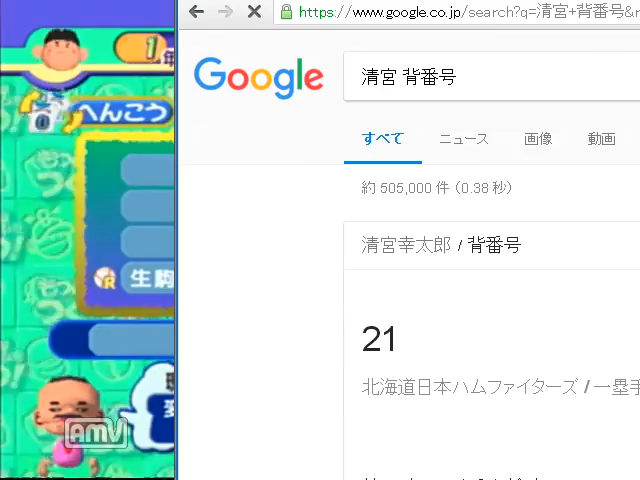 https://www.google.co.jp/search?q=清宮+背番号&r
1年
Google
清宮 背番号
へんこう
すべて
ニュース
画像
動画
約 505,000 件 (0.38 秒)
清宮幸太郎 / 背番号
生駒
21
北海道日本ハムファイターズ / 一塁手
AMV